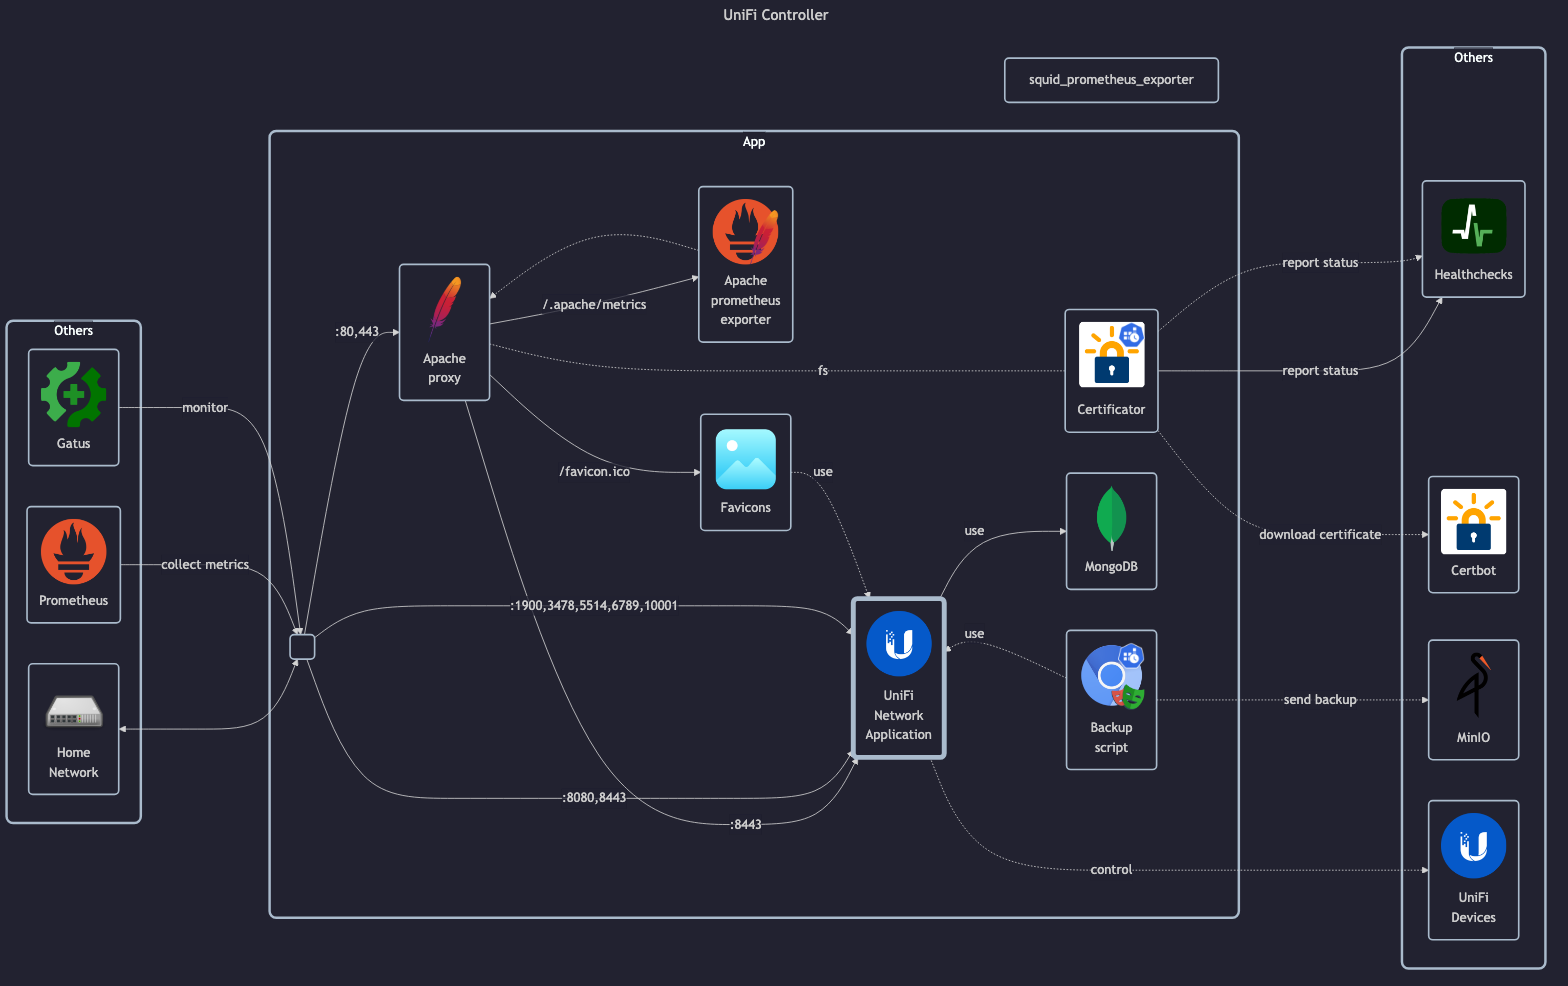 UniFi Controller
squid_prometheus_exporter
Others
Gatus
Prometheus
Home
Network
monitor
collect metrics
App
:80,443
Apache
proxy
/.apache/metrics
Apache
prometheus
exporter
fs
/favicon.ico
Favicons
use
:1900,3478,5514,6789,10001
:8080,8443
:8443
UniFi
Network
Application
use
use
Certificator
MongoDB
Backup
script
control
report status
report status
download certificate
send backup
Others
Healthchecks
Certbot
MinIO
UniFi
Devices